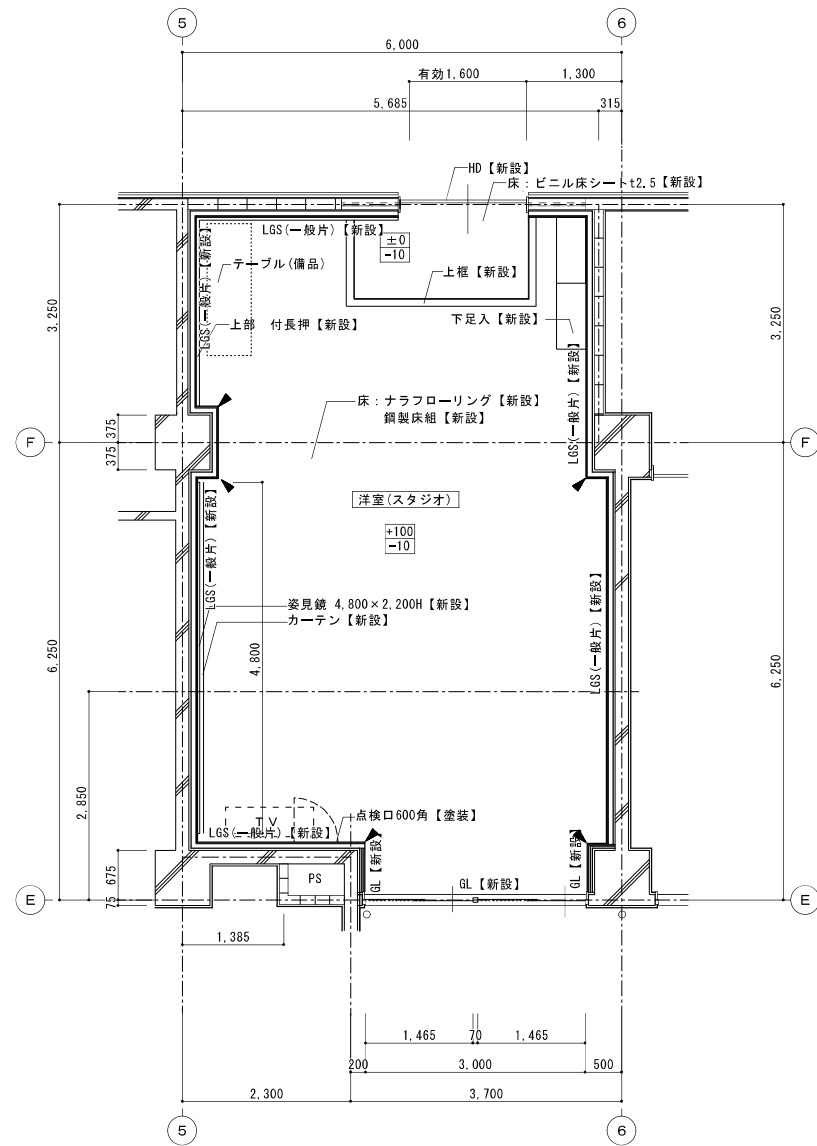 5
6
6,000
有効1,600
1,300
5,685
315
HD【新設】
床：ビニル床シートt2.5【新設】
LGS(一般片)【新設】
±0
-10
LGS(一般片)【新設】
テーブル(備品)
上框【新設】
上部　付長押【新設】
下足入【新設】
3,250
3,250
LGS(一般片)【新設】
床：ナラフローリング【新設】
鋼製床組【新設】
375
375
F
F
洋室(スタジオ)
+100
-10
LGS(一般片)【新設】
LGS(一般片)【新設】
姿見鏡 4,800×2,200H【新設】
カーテン【新設】
4,800
6,250
6,250
2,850
点検口600角【塗装】
TV
LGS(一般片)【新設】
GL【新設】
GL【新設】
GL【新設】
PS
675
75
E
E
1,385
1,465
70
1,465
200
3,000
500
2,300
3,700
5
6